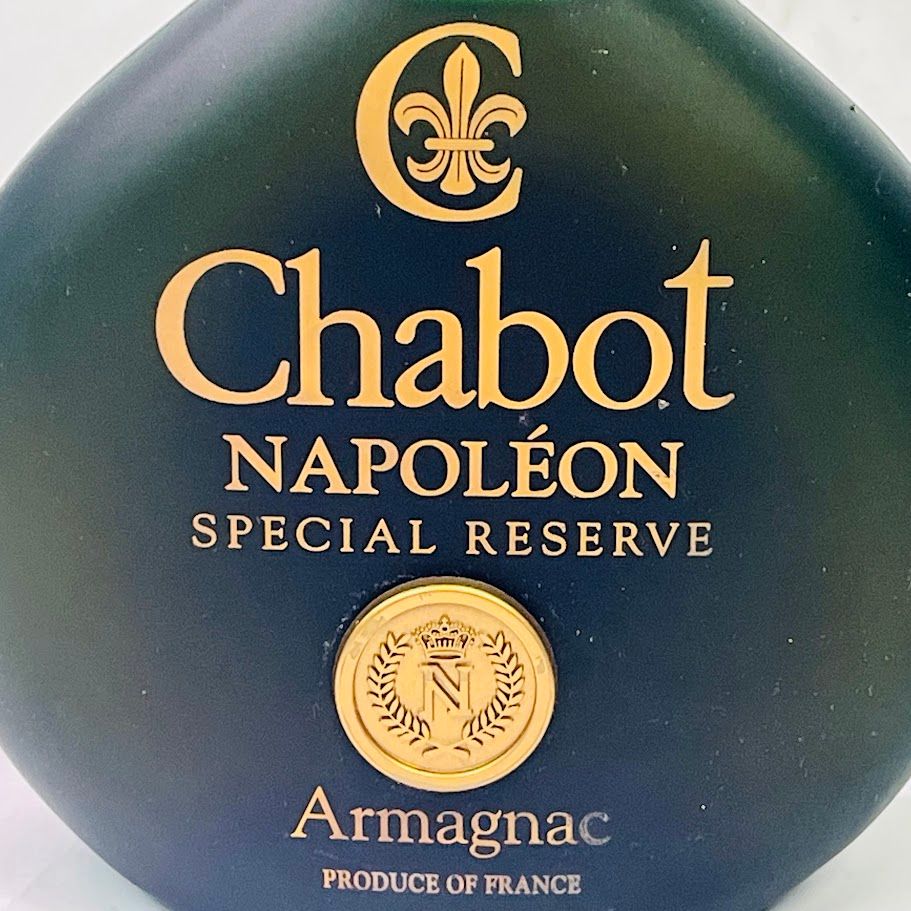 C
Chabot
NAPOLÉON
SPECIAL RESERVE
N
Armagnac
PRODUCE OF FRANCE